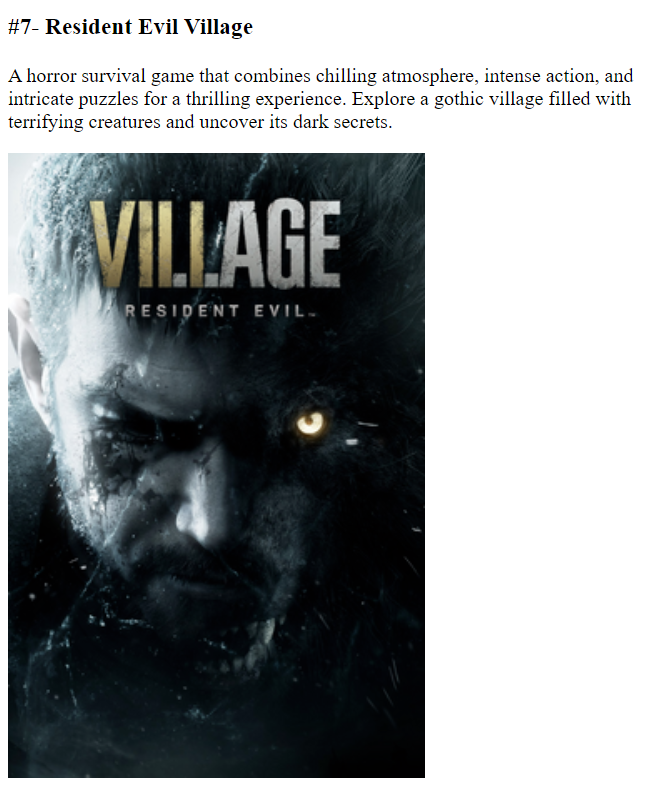 #7- Resident Evil Village
A horror survival game that combines chilling atmosphere, intense action, and
intricate puzzles for a thrilling experience. Explore a gothic village filled with
terrifying creatures and uncover its dark secrets.
VILLAGE
RESIDENT EVIL™